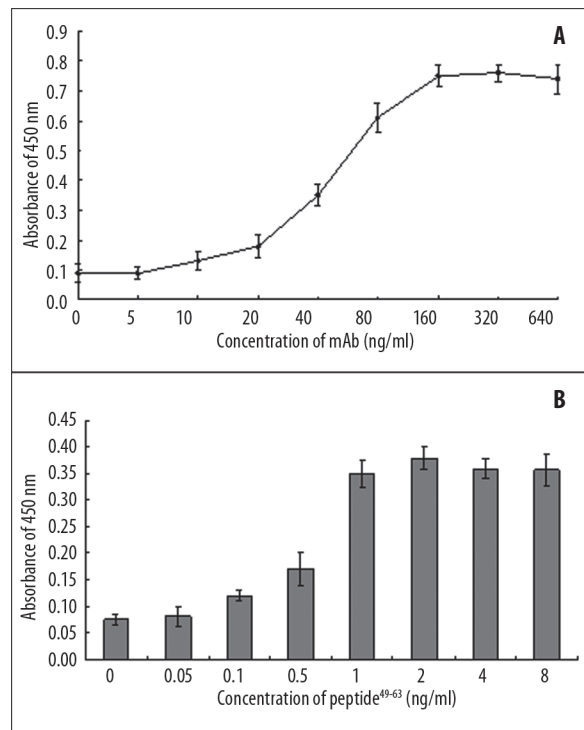 A
Absorbance of 450 nm
0.9
0.8
0.7
0.6
0.5
0.4
0.3
0.2
0.1
0.0
0 5 10 20 40 80 160 320 640
Concentration of mAb (ng/ml)
B
Absorbance of 450 nm
0.45
0.40
0.35
0.30
0.25
0.20
0.15
0.10
0.05
0.00
0 0.05 0.1 0.5 1 2 4 8
Concentration of peptide⁴⁹⁻⁶³ (ng/ml)